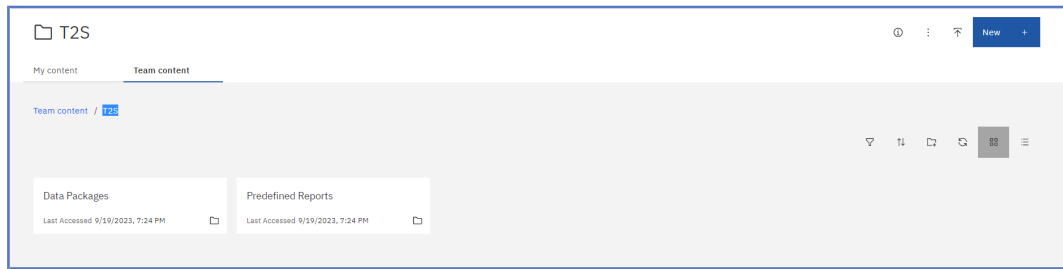 T2S
New +
My content Team content
Team content / T2S
Data Packages Predefined Reports
Last Accessed 9/19/2023, 7:24 PM Last Accessed 9/19/2023, 7:24 PM